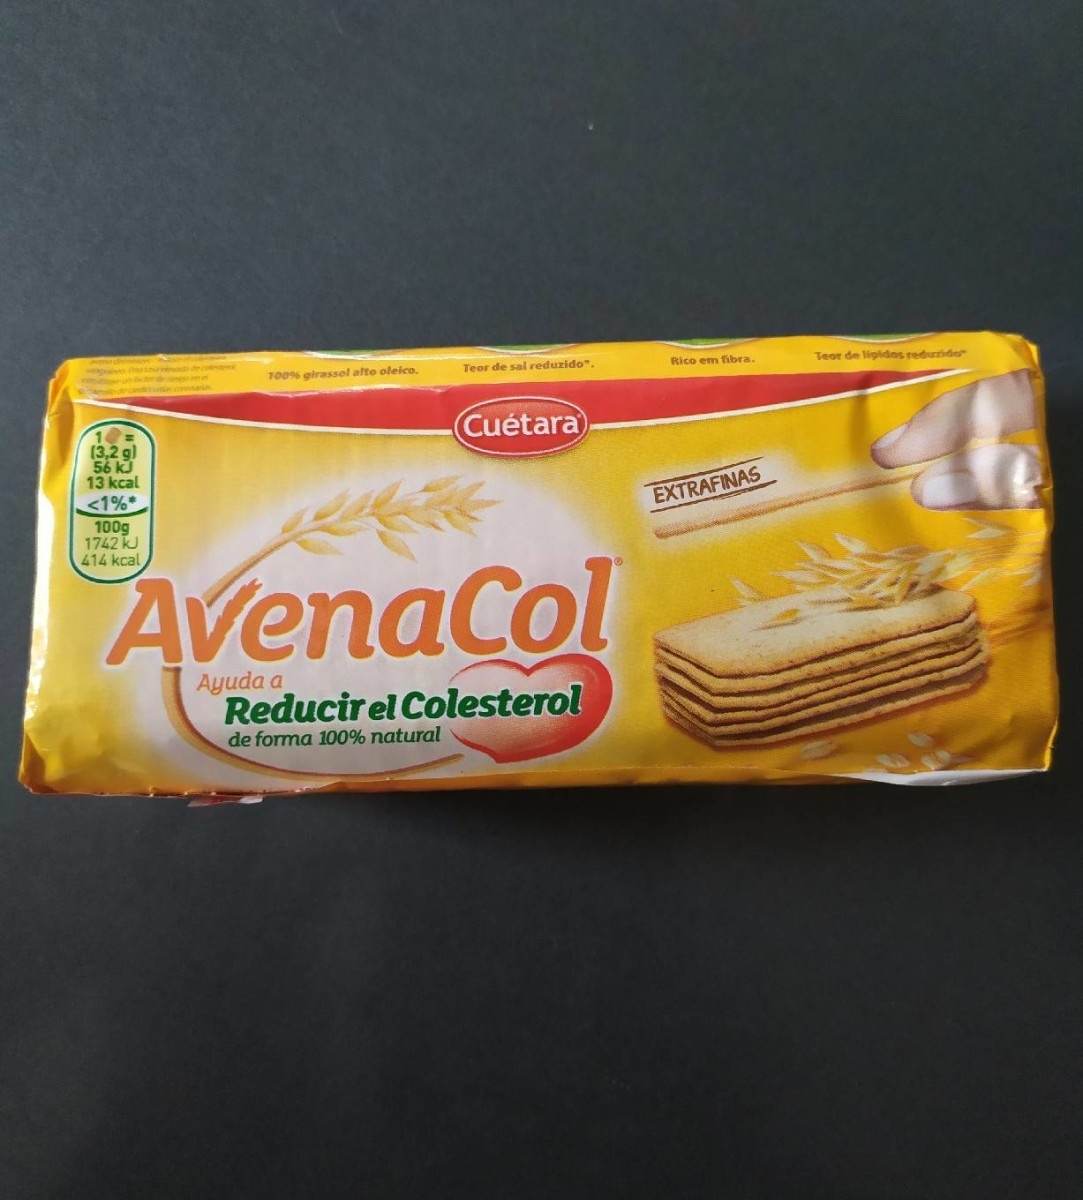 100% girassol alto oleico.
Teor de sal reduzido*.
Rico em fibra.
Teor de lípidos reduzido*
Cuétara
1 =
(3,2 g)
56 kJ
13 kcal
<1%*
100g
1742 kJ
414 kcal
EXTRAFINAS
AvenaCol®
Ayuda a
Reducir el Colesterol
de forma 100% natural